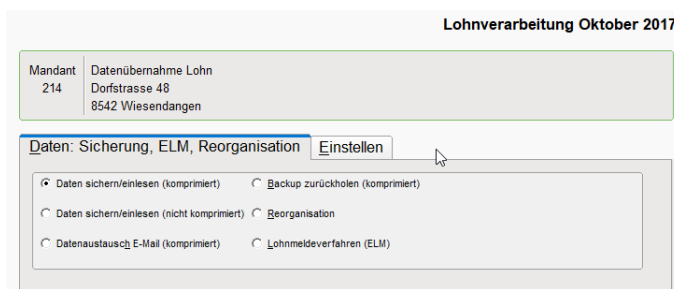 Lohnverarbeitung Oktober 2017
Mandant Datenübernahme Lohn
214 Dorfstrasse 48
8542 Wiesendangen
Daten: Sicherung, ELM, Reorganisation Einstellen
Daten sichern/einlesen (komprimiert) Backup zurückholen (komprimiert)
Daten sichern/einlesen (nicht komprimiert) Reorganisation
Datenaustausch E-Mail (komprimiert) Lohnmeldeverfahren (ELM)